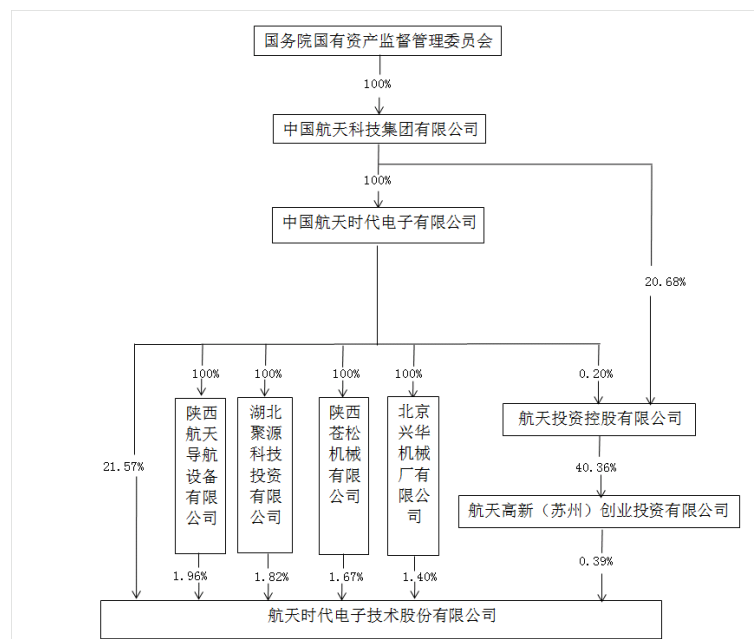 国务院国有资产监督管理委员会
100%
中国航天科技集团有限公司
100%
中国航天时代电子有限公司
20.68%
100%
100%
100%
100%
0.20%
陕西
航天
导航
设备
有限
公司
湖北
聚源
科技
投资
有限
公司
陕西
苍松
机械
有限
公司
北京
兴华
机械
厂有
限公
司
航天投资控股有限公司
21.57%
40.36%
航天高新（苏州）创业投资有限公司
1.96%
1.82%
1.67%
1.40%
0.39%
航天时代电子技术股份有限公司